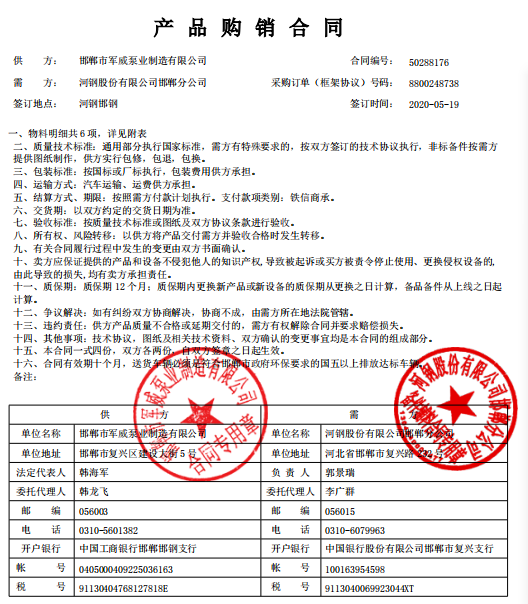 产品购销合同
供 方: 邯郸市军威泵业制造有限公司 合同编号: 50288176
需 方: 河钢股份有限公司邯郸分公司 采购订单（框架协议）号码: 8800248738
签订地点: 河钢邯钢 签订时间: 2020-05-19
一、物料明细共6项，详见附表
二、质量技术标准: 通用部分执行国家标准，需方有特殊要求的，按双方签订的技术协议执行，非标备件按需方
提供图纸制作，供方实行包修，包退，包换。
三、包装标准: 按国标或厂标执行，包装费用供方承担。
四、运输方式: 汽车运输、运费供方承担。
五、结算方式、期限: 按照需方付款计划执行。支付款项类别: 铁信商承。
六、交货期: 以双方约定的交货日期为准。
七、验收标准: 按质量技术标准或图纸及双方协议条款进行验收。
八、所有权、风险转移: 以供方将产品交付需方并验收合格时发生转移。
九、有关合同履行过程中发生的变更由双方书面确认。
十、卖方应保证提供的产品和设备不侵犯他人的知识产权，导致被起诉或买方被责令停止使用、更换侵权设备的，
由此导致的损失，均有卖方承担责任。
十一、质保期: 质保期12个月; 质保期内更换新产品或新设备的质保期从更换之日计算，备品备件从上线之日起
计算。
十二、争议解决: 如有纠纷双方协商解决，协商不成，由需方所在地法院管辖。
十三、违约责任: 供方产品质量不合格或延期交付的，需方有权解除合同并要求赔偿损失。
十四、其他事项: 技术协议，图纸及相关技术资料、双方确认的变更事宜均是本合同的组成部分。
十五、本合同一式四份，双方各两份，自双方签章之日起生效。
十六、合同有效期十个月，送货车辆必须是符合邯郸市政府环保要求的国五以上排放达标车辆。
备注:
供 方 需 方
单位名称 邯郸市军威泵业制造有限公司 单位名称 河钢股份有限公司邯郸分公司
单位地址 邯郸市复兴区建设大街5号 单位地址 河北省邯郸市复兴路232号
法定代表人 韩海军 负 责 人 郭景瑞
委托代理人 韩龙飞 委托代理人 李广群
邮 编 056003 邮 编 056015
电 话 0310-5601382 电 话 0310-6079963
开户银行 中国工商银行邯郸邯钢支行 开户银行 中国银行股份有限公司邯郸市复兴支行
帐 号 0405000409225036163 帐 号 100163954598
税 号 91130404768127818E 税 号 9113040069923044XT
合同专用章